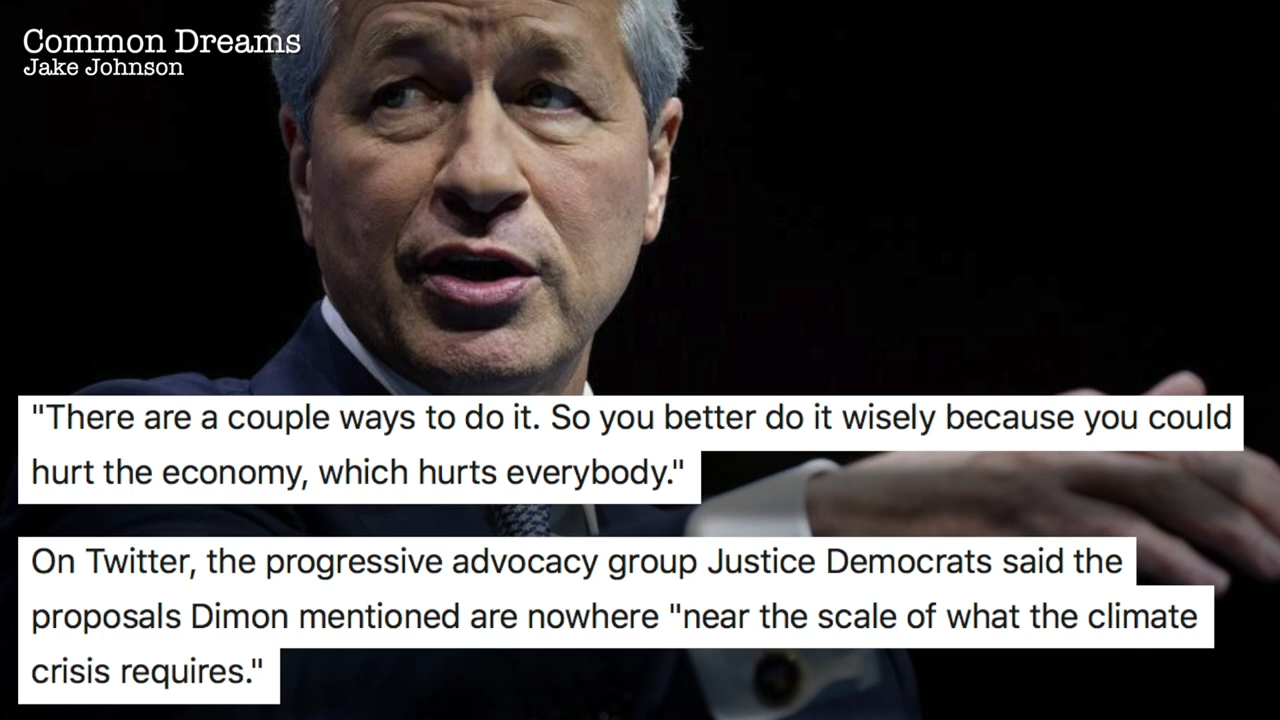 Common Dreams
Jake Johnson
"There are a couple ways to do it. So you better do it wisely because you could
hurt the economy, which hurts everybody."
On Twitter, the progressive advocacy group Justice Democrats said the
proposals Dimon mentioned are nowhere "near the scale of what the climate
crisis requires."